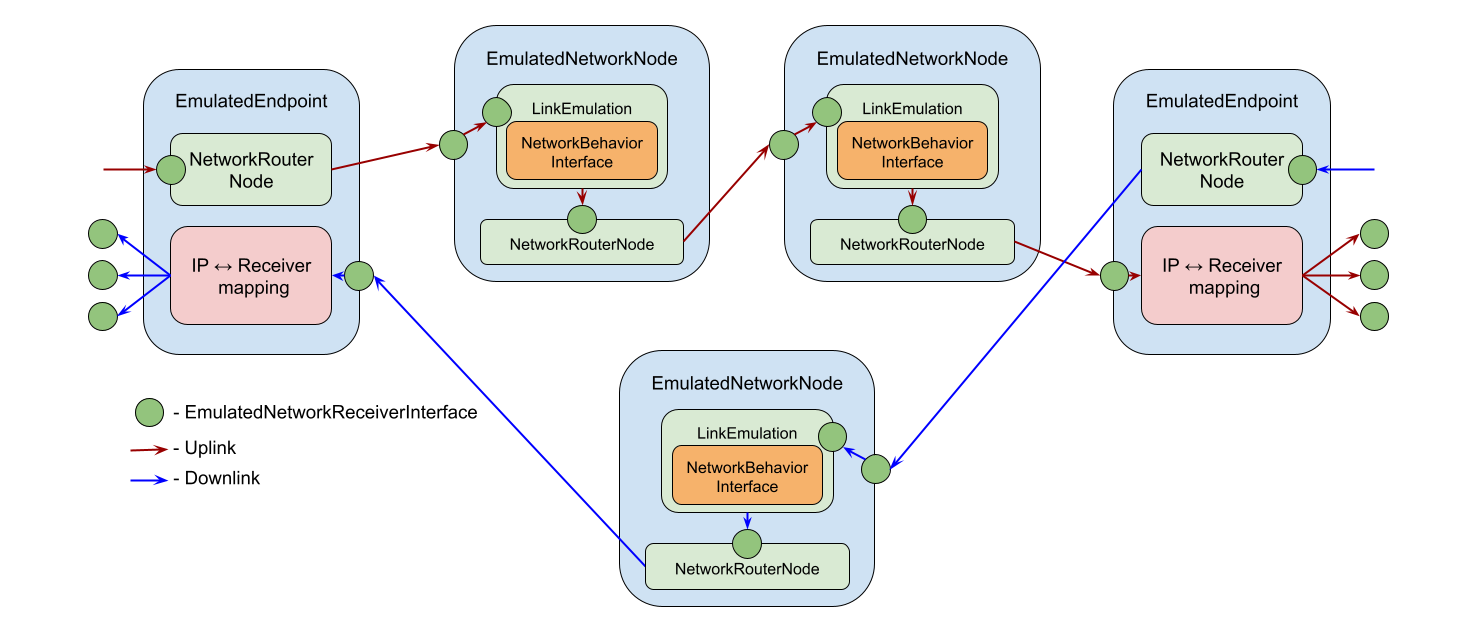 EmulatedEndpoint
NetworkRouter
Node
IP ↔ Receiver
mapping
EmulatedNetworkNode
LinkEmulation
NetworkBehavior
Interface
NetworkRouterNode
EmulatedNetworkNode
LinkEmulation
NetworkBehavior
Interface
NetworkRouterNode
EmulatedEndpoint
NetworkRouter
Node
IP ↔ Receiver
mapping
EmulatedNetworkNode
LinkEmulation
NetworkBehavior
Interface
NetworkRouterNode
- EmulatedNetworkReceiverInterface
- Uplink
- Downlink